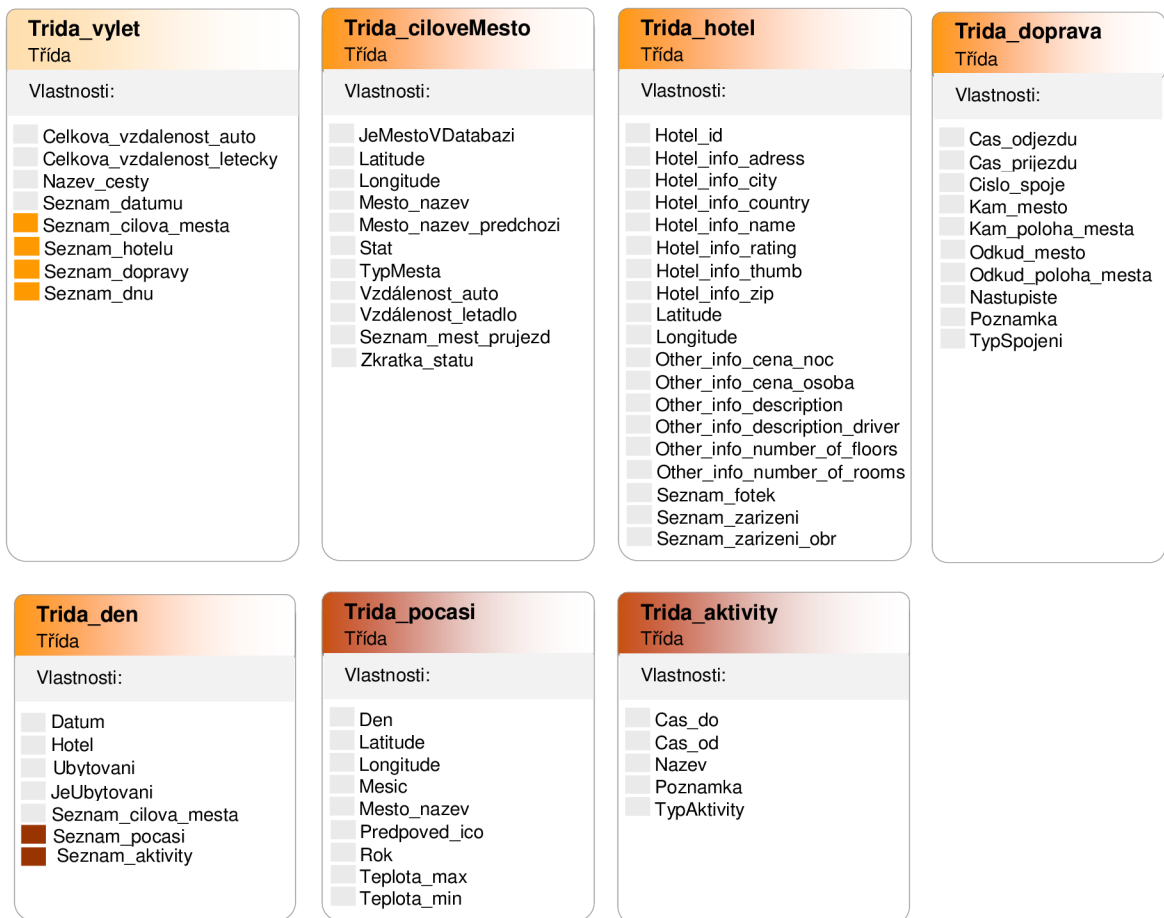 Trida_vylet
Třída
Vlastnosti:
Celkova_vzdalenost_auto
Celkova_vzdalenost_letecky
Nazev_cesty
Seznam_datumu
Seznam_cilova_mesta
Seznam_hotelu
Seznam_dopravy
Seznam_dnu
Trida_ciloveMesto
Třída
Vlastnosti:
JeMestoVDatabazi
Latitude
Longitude
Mesto_nazev
Mesto_nazev_predchozi
Stat
TypMesta
Vzdálenost_auto
Vzdálenost_letadlo
Seznam_mest_prujezd
Zkratka_statu
Trida_hotel
Třída
Vlastnosti:
Hotel_id
Hotel_info_adress
Hotel_info_city
Hotel_info_country
Hotel_info_name
Hotel_info_rating
Hotel_info_thumb
Hotel_info_zip
Latitude
Longitude
Other_info_cena_noc
Other_info_cena_osoba
Other_info_description
Other_info_description_driver
Other_info_number_of_floors
Other_info_number_of_rooms
Seznam_fotek
Seznam_zarizeni
Seznam_zarizeni_obr
Trida_doprava
Třída
Vlastnosti:
Cas_odjezdu
Cas_prijezdu
Cislo_spoje
Kam_mesto
Kam_poloha_mesta
Odkud_mesto
Odkud_poloha_mesta
Nastupiste
Poznamka
TypSpojeni
Trida_den
Třída
Vlastnosti:
Datum
Hotel
Ubytovani
JeUbytovani
Seznam_cilova_mesta
Seznam_pocasi
Seznam_aktivity
Trida_pocasi
Třída
Vlastnosti:
Den
Latitude
Longitude
Mesic
Mesto_nazev
Predpoved_ico
Rok
Teplota_max
Teplota_min
Trida_aktivity
Třída
Vlastnosti:
Cas_do
Cas_od
Nazev
Poznamka
TypAktivity